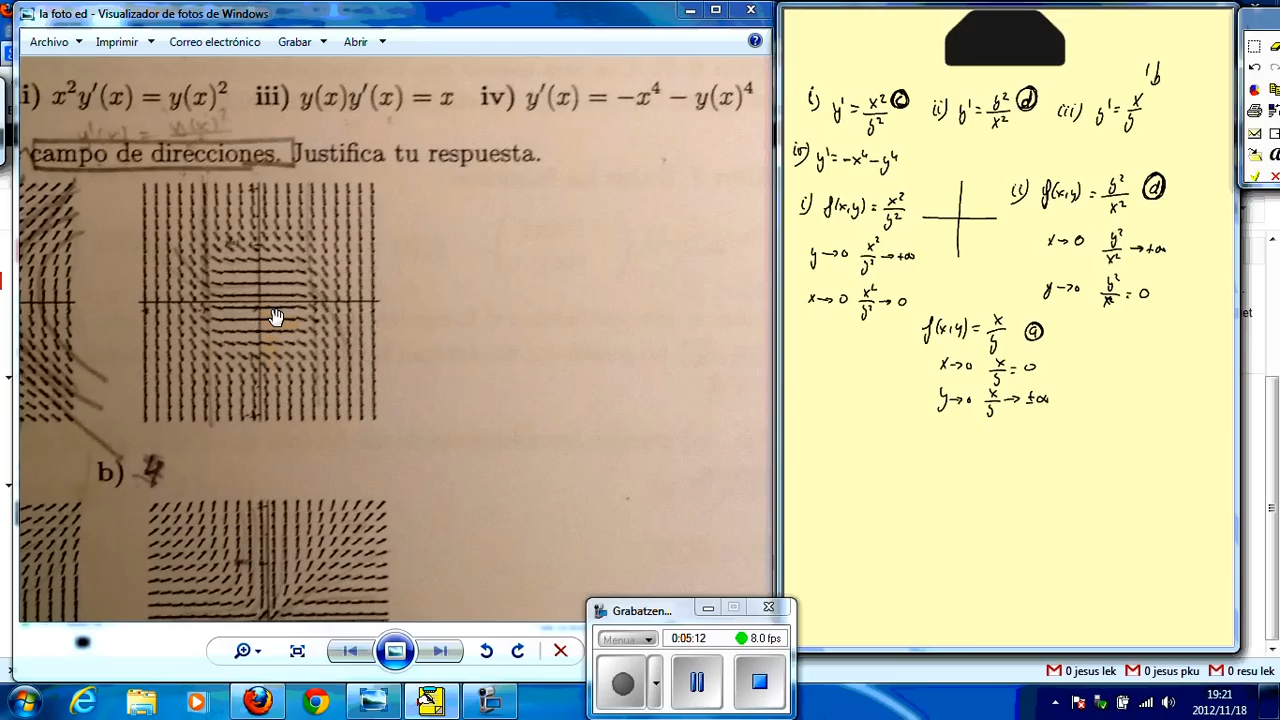 la foto ed - Visualizador de fotos de Windows
Archivo Imprimir Correo electrónico Grabar Abrir
i) x²y′(x) = y(x)² iii) y(x)y′(x) = x iv) y′(x) = −x⁴ − y(x)⁴
campo de direcciones. Justifica tu respuesta.
b) 4
i) y' = x²/y² c ii) y' = y²/x² d iii) y' = x/y
iv) y' = -x⁴ - y⁴
i) f(x,y) = x²/y²
y→0 x²/y² → +∞
x→0 x²/y² → 0
ii) f(x,y) = y²/x² d
x→0 y²/x² → +∞
y→0 y²/x² = 0
f(x,y) = x/y a
x→0 x/y = 0
y→0 x/y → ±∞
Grabatzen...
Menua 0:05:12 8.0 fps
0 jesus lek 0 jesus pku 0 resu lek
19:21
2012/11/18